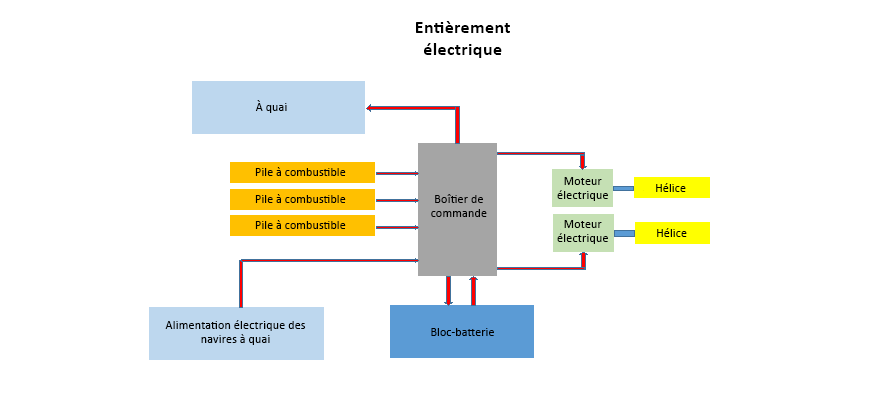 Entièrement
électrique
À quai
Pile à combustible
Pile à combustible
Pile à combustible
Boîtier de
commande
Moteur
électrique
Hélice
Moteur
électrique
Hélice
Alimentation électrique des
navires à quai
Bloc-batterie